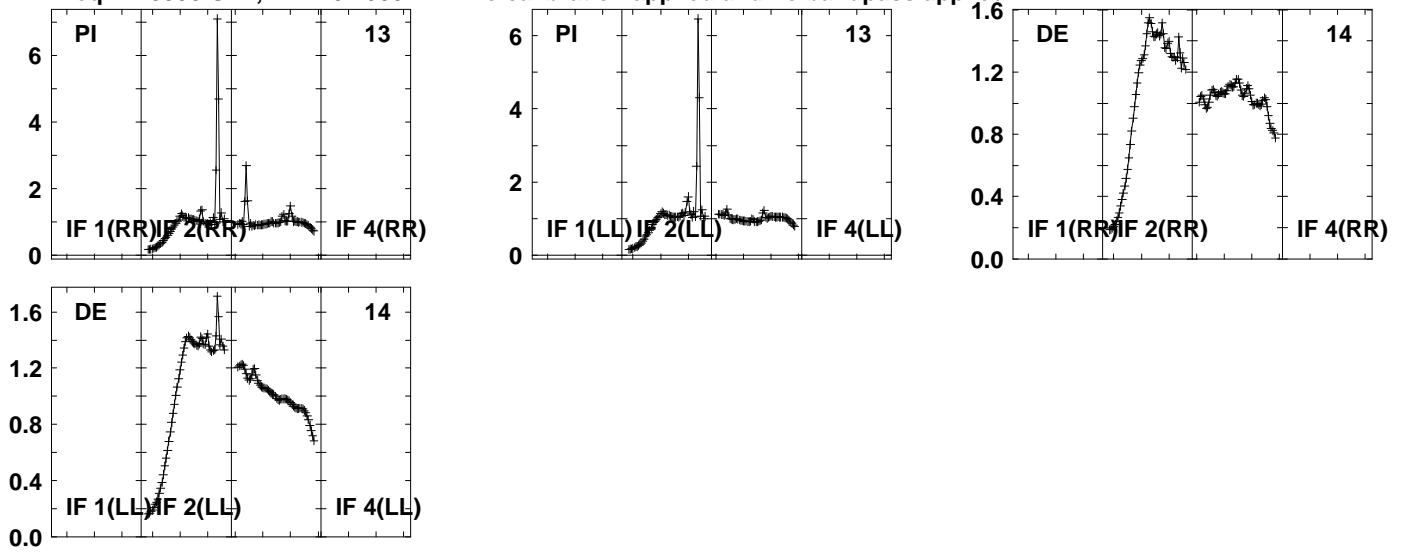 PI 13
6
4
2
0
IF 1(RR) IF 2(RR) IF 4(RR)
PI 13
6
4
2
0
IF 1(LL) IF 2(LL) IF 4(LL)
DE 14
1.6
1.2
0.8
0.4
0.0
IF 1(RR) IF 2(RR) IF 4(RR)
DE 14
1.6
1.2
0.8
0.4
0.0
IF 1(LL) IF 2(LL) IF 4(LL)